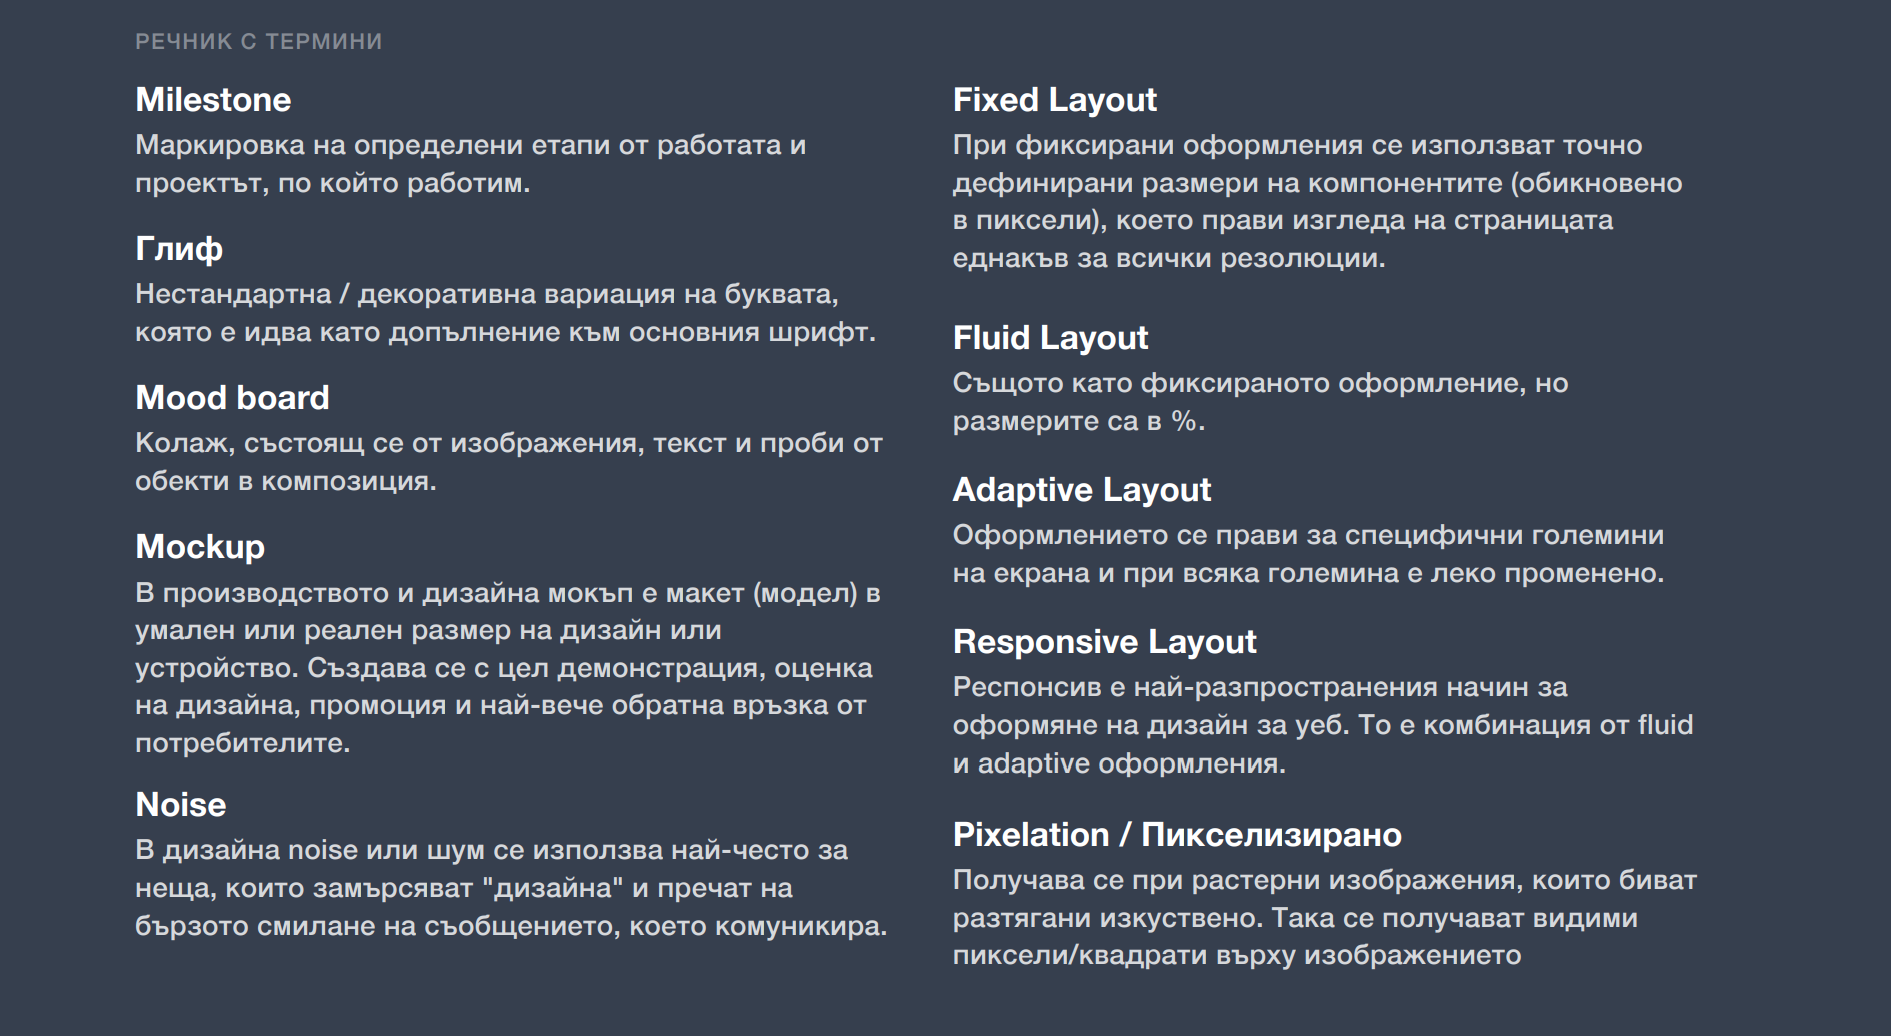 РЕЧНИК С ТЕРМИНИ
Milestone
Маркировка на определени етапи от работата и
проектът, по който работим.
Глиф
Нестандартна / декоративна вариация на буквата,
която е идва като допълнение към основния шрифт.
Mood board
Колаж, състоящ се от изображения, текст и проби от
обекти в композиция.
Mockup
В производството и дизайна мокъп е макет (модел) в
умален или реален размер на дизайн или
устройство. Създава се с цел демонстрация, оценка
на дизайна, промоция и най-вече обратна връзка от
потребителите.
Noise
В дизайна noise или шум се използва най-често за
неща, които замърсяват "дизайна" и пречат на
бързото смилане на съобщението, което комуникира.
Fixed Layout
При фиксирани оформления се използват точно
дефинирани размери на компонентите (обикновено
в пиксели), което прави изгледа на страницата
еднакъв за всички резолюции.
Fluid Layout
Същото като фиксираното оформление, но
размерите са в %.
Adaptive Layout
Оформлението се прави за специфични големини
на екрана и при всяка големина е леко променено.
Responsive Layout
Респонсив е най-разпространения начин за
оформяне на дизайн за уеб. То е комбинация от fluid
и adaptive оформления.
Pixelation / Пикселизирано
Получава се при растерни изображения, които биват
разтягани изкуствено. Така се получават видими
пиксели/квадрати върху изображението